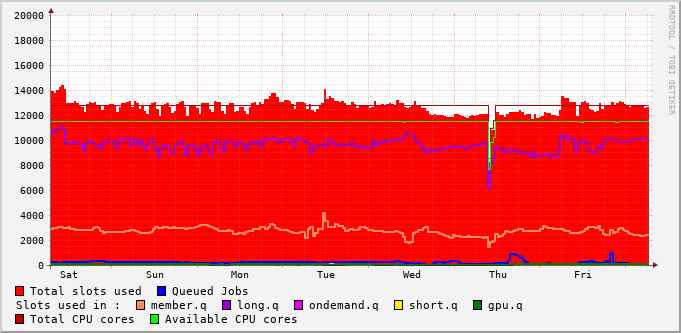 20000
18000
16000
14000
12000
10000
8000
6000
4000
2000
0
Sat Sun Mon Tue Wed Thu Fri
RRDTOOL / TOBI OETIKER
Total slots used Queued Jobs
Slots used in : member.q long.q ondemand.q short.q gpu.q
Total CPU cores Available CPU cores